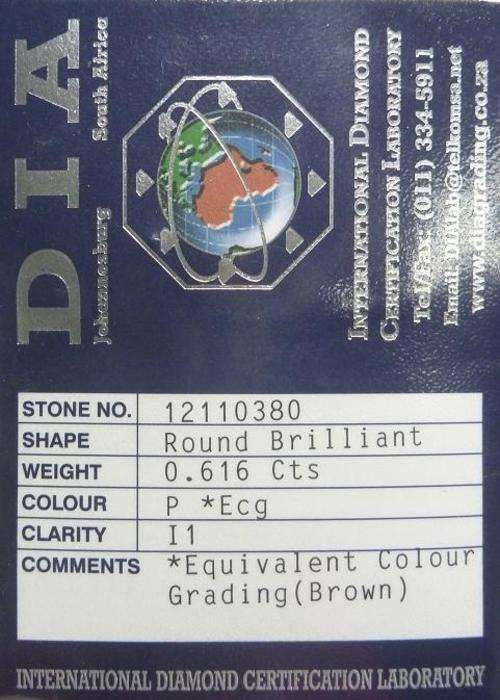 DIA
Johannesburg South Africa
INTERNATIONAL DIAMOND
CERTIFICATION LABORATORY
Tel/Fax: (011) 334-5911
www.diagrading.co.za
STONE NO. 12110380
SHAPE Round Brilliant
WEIGHT 0.616 Cts
COLOUR P *Ecg
CLARITY I1
COMMENTS *Equivalent Colour
Grading(Brown)
INTERNATIONAL DIAMOND CERTIFICATION LABORATORY